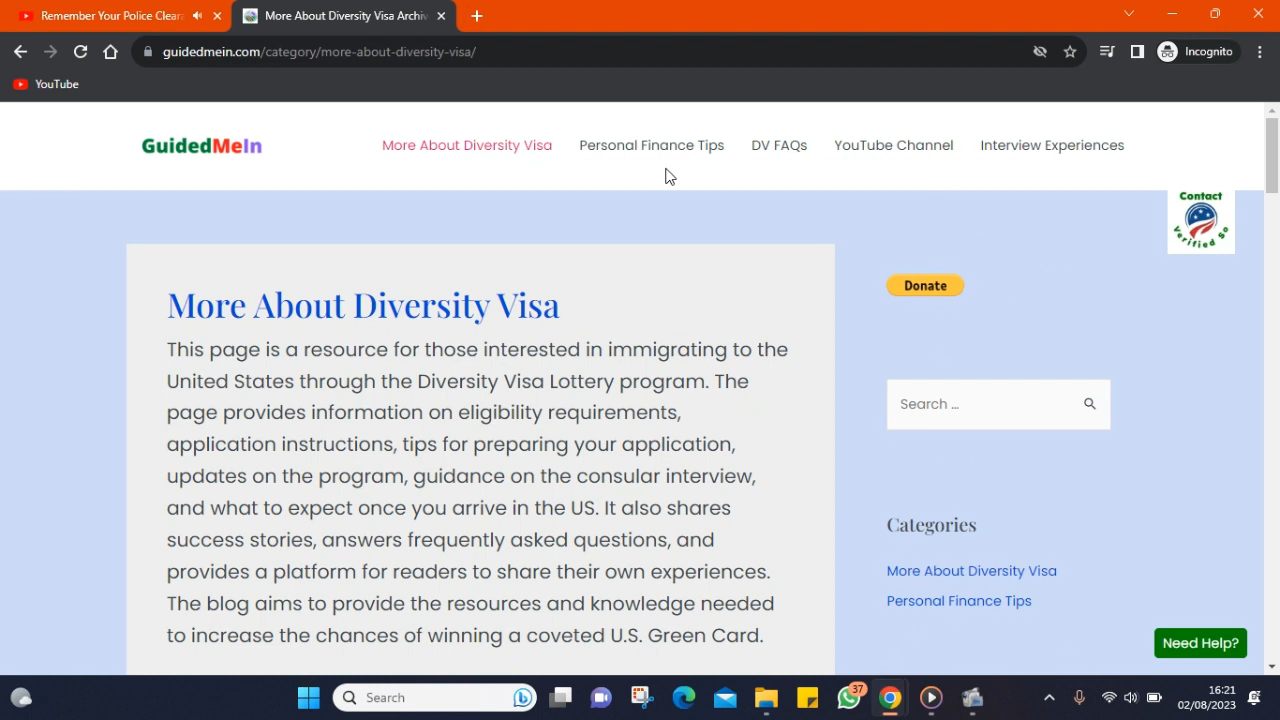 Remember Your Police Clear
More About Diversity Visa Archiv
guidedmein.com/category/more-about-diversity-visa/
Incognito
YouTube
GuidedMeIn
More About Diversity Visa
Personal Finance Tips
DV FAQs
YouTube Channel
Interview Experiences
Contact
Verified So
Donate
More About Diversity Visa
This page is a resource for those interested in immigrating to the
United States through the Diversity Visa Lottery program. The
page provides information on eligibility requirements,
application instructions, tips for preparing your application,
updates on the program, guidance on the consular interview,
and what to expect once you arrive in the US. It also shares
success stories, answers frequently asked questions, and
provides a platform for readers to share their own experiences.
The blog aims to provide the resources and knowledge needed
to increase the chances of winning a coveted U.S. Green Card.
Search ...
Categories
More About Diversity Visa
Personal Finance Tips
Need Help?
Search
37
16:21
02/08/2023